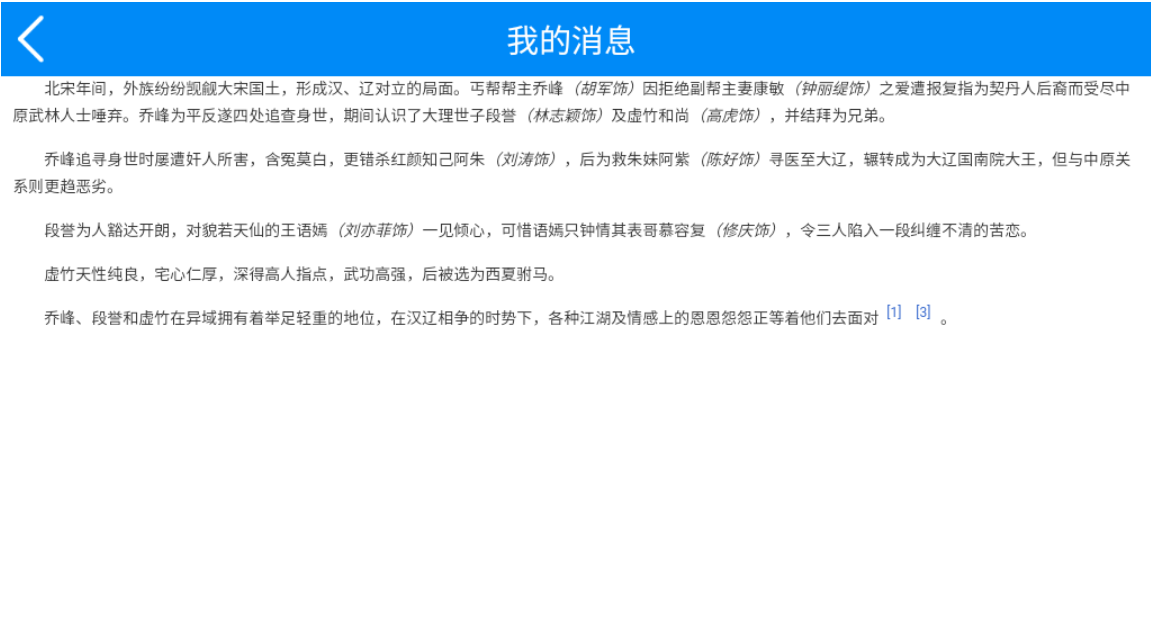 我的消息
北宋年间，外族纷纷觊觎大宋国土，形成汉、辽对立的局面。丐帮帮主乔峰（胡军饰）因拒绝副帮主妻康敏（钟丽缇饰）之爱遭报复指为契丹人后裔而受尽中
原武林人士唾弃。乔峰为平反遂四处追查身世，期间认识了大理世子段誉（林志颖饰）及虚竹和尚（高虎饰），并结拜为兄弟。
乔峰追寻身世时屡遭奸人所害，含冤莫白，更错杀红颜知己阿朱（刘涛饰），后为救朱妹阿紫（陈好饰）寻医至大辽，辗转成为大辽国南院大王，但与中原关
系则更趋恶劣。
段誉为人豁达开朗，对貌若天仙的王语嫣（刘亦菲饰）一见倾心，可惜语嫣只钟情其表哥慕容复（修庆饰），令三人陷入一段纠缠不清的苦恋。
虚竹天性纯良，宅心仁厚，深得高人指点，武功高强，后被选为西夏驸马。
乔峰、段誉和虚竹在异域拥有着举足轻重的地位，在汉辽相争的时势下，各种江湖及情感上的恩恩怨怨正等着他们去面对 [1] [3] 。